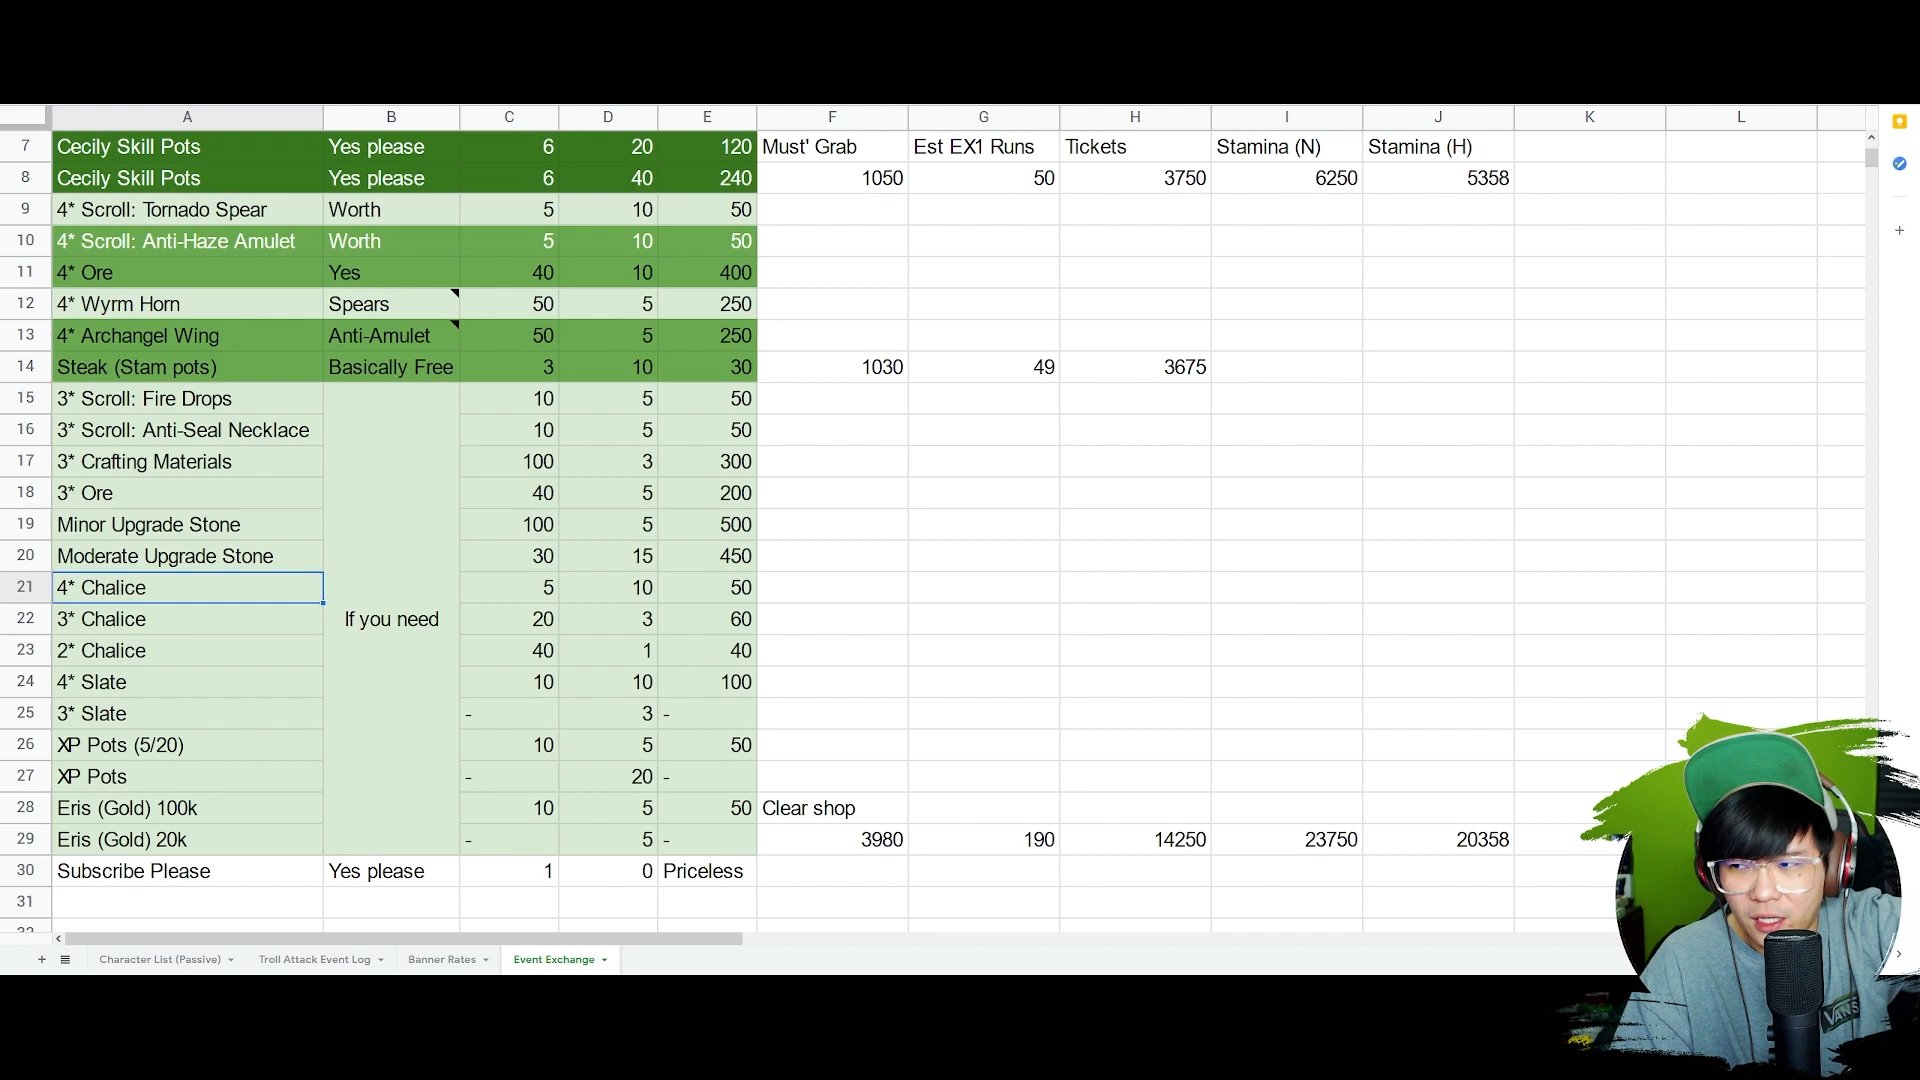 A B C D E F G H I J K L
7 Cecily Skill Pots Yes please 6 20 120 Must' Grab Est EX1 Runs Tickets Stamina (N) Stamina (H)
8 Cecily Skill Pots Yes please 6 40 240 1050 50 3750 6250 5358
9 4* Scroll: Tornado Spear Worth 5 10 50
10 4* Scroll: Anti-Haze Amulet Worth 5 10 50
11 4* Ore Yes 40 10 400
12 4* Wyrm Horn Spears 50 5 250
13 4* Archangel Wing Anti-Amulet 50 5 250
14 Steak (Stam pots) Basically Free 3 10 30 1030 49 3675
15 3* Scroll: Fire Drops 10 5 50
16 3* Scroll: Anti-Seal Necklace 10 5 50
17 3* Crafting Materials 100 3 300
18 3* Ore 40 5 200
19 Minor Upgrade Stone 100 5 500
20 Moderate Upgrade Stone 30 15 450
21 4* Chalice 5 10 50
22 3* Chalice If you need 20 3 60
23 2* Chalice 40 1 40
24 4* Slate 10 10 100
25 3* Slate - 3 -
26 XP Pots (5/20) 10 5 50
27 XP Pots - 20 -
28 Eris (Gold) 100k 10 5 50 Clear shop
29 Eris (Gold) 20k - 5 - 3980 190 14250 23750 20358
30 Subscribe Please Yes please 1 0 Priceless
31
32
Character List (Passive) Troll Attack Event Log Banner Rates Event Exchange
VANS